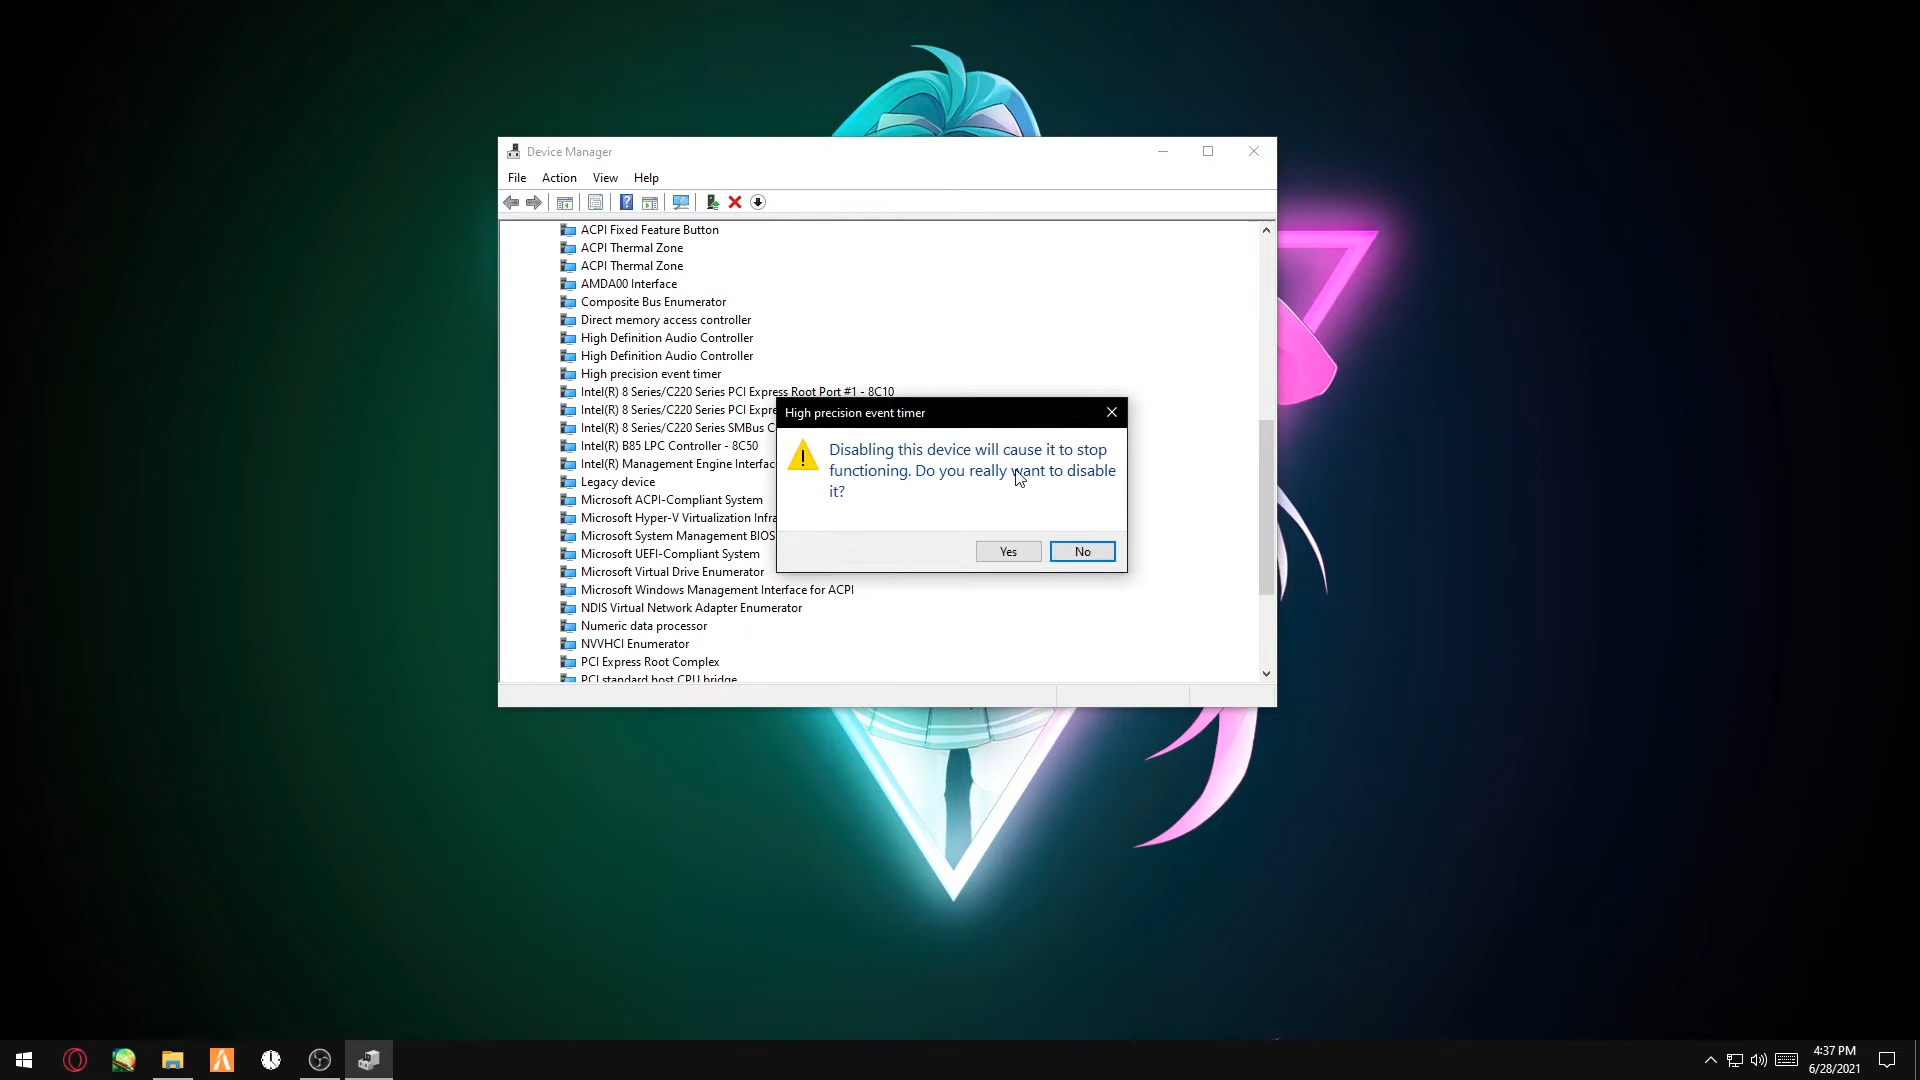 Device Manager
File Action View Help
ACPI Fixed Feature Button
ACPI Thermal Zone
ACPI Thermal Zone
AMDA00 Interface
Composite Bus Enumerator
Direct memory access controller
High Definition Audio Controller
High Definition Audio Controller
High precision event timer
Intel(R) 8 Series/C220 Series PCI Express Root Port #1 - 8C10
Intel(R) 8 Series/C220 Series PCI Expre
Intel(R) 8 Series/C220 Series SMBus C
Intel(R) B85 LPC Controller - 8C50
Intel(R) Management Engine Interfac
Legacy device
Microsoft ACPI-Compliant System
Microsoft Hyper-V Virtualization Infra
Microsoft System Management BIOS
Microsoft UEFI-Compliant System
Microsoft Virtual Drive Enumerator
Microsoft Windows Management Interface for ACPI
NDIS Virtual Network Adapter Enumerator
Numeric data processor
NVVHCI Enumerator
PCI Express Root Complex
PCI standard host CPU bridge
High precision event timer
Disabling this device will cause it to stop
functioning. Do you really want to disable
it?
Yes No
4:37 PM
6/28/2021